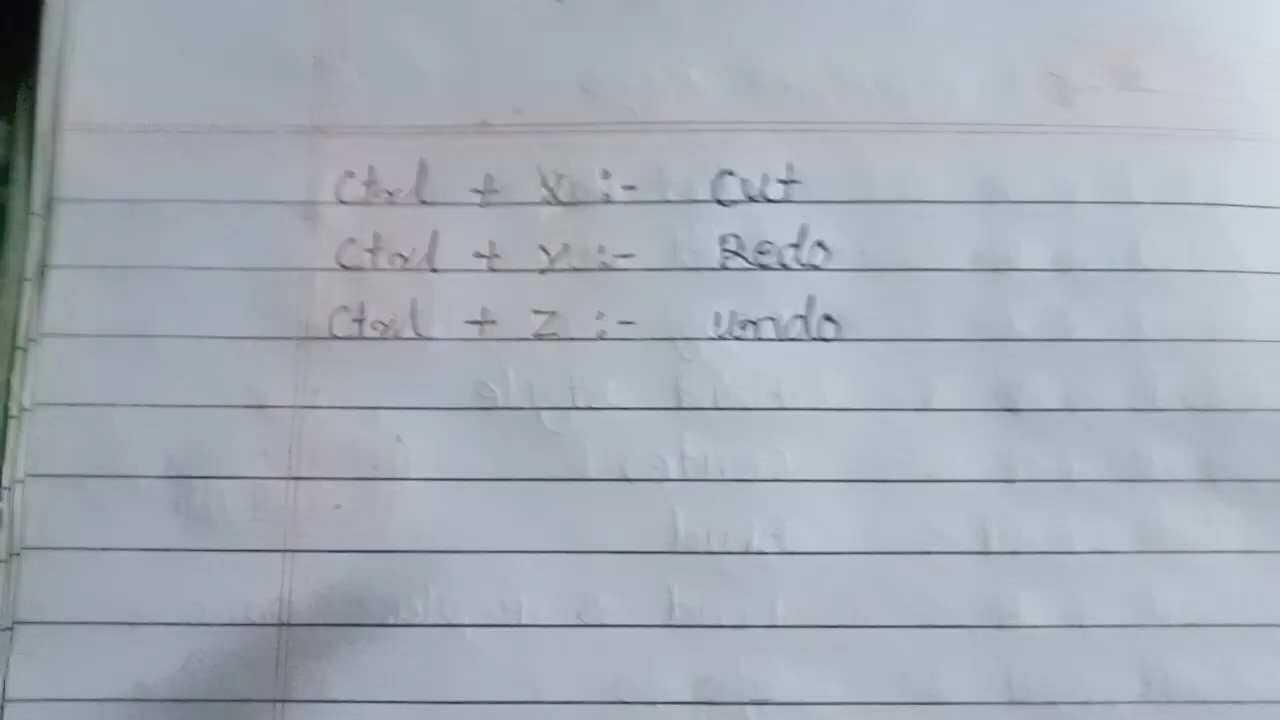 Ctrl + X :- Cut
Ctrl + Y :- Redo
Ctrl + Z :- Undo